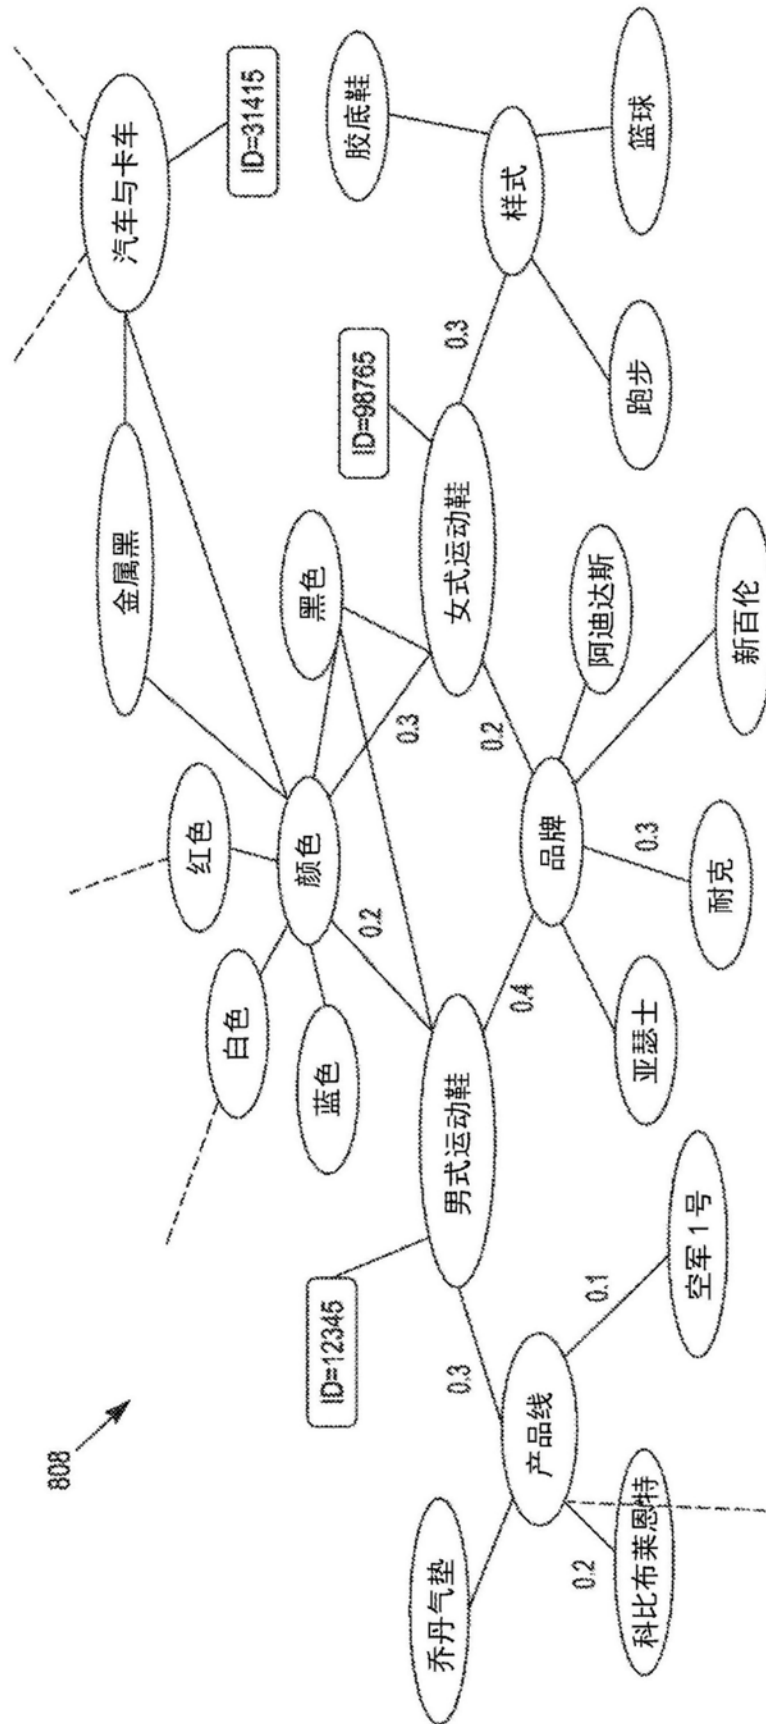 808
汽车与卡车
ID=31415
金属黑
红色
白色
蓝色
颜色
黑色
0.2
0.3
ID=12345
男式运动鞋
ID=98765
女式运动鞋
0.3
0.4
0.2
0.3
乔丹气垫
产品线
0.2
0.1
科比布莱恩特
空军1号
品牌
0.3
亚瑟士
耐克
阿迪达斯
新百伦
样式
胶底鞋
跑步
篮球